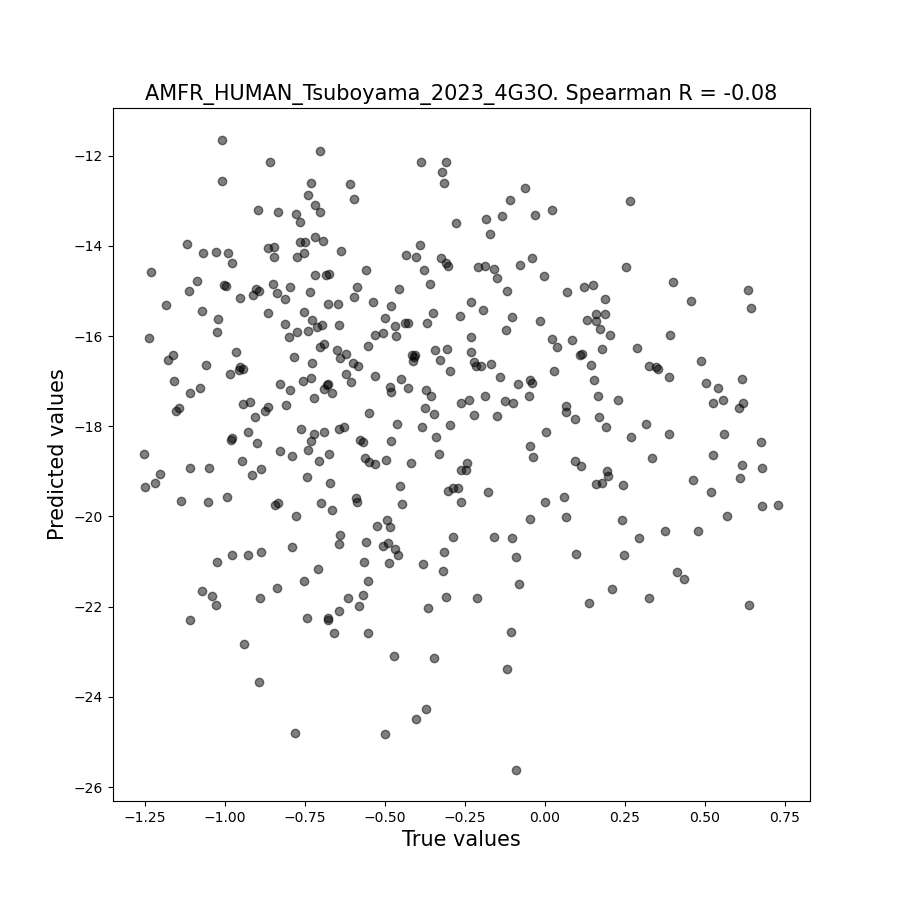 AMFR_HUMAN_Tsuboyama_2023_4G3O. Spearman R = -0.08
Predicted values
−12
−14
−16
−18
−20
−22
−24
−26
−1.25 −1.00 −0.75 −0.50 −0.25 0.00 0.25 0.50 0.75
True values